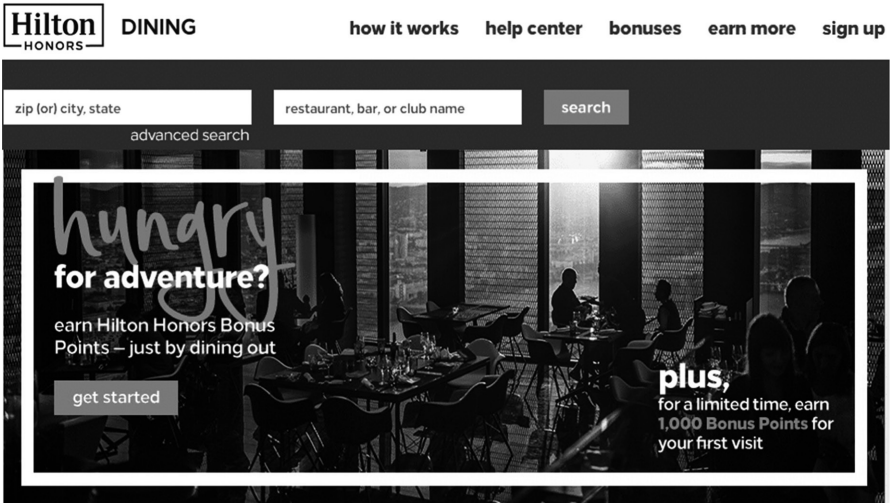 Hilton
HONORS
DINING
how it works
help center
bonuses
earn more
sign up
zip (or) city, state
restaurant, bar, or club name
search
advanced search
hungry
for adventure?
earn Hilton Honors Bonus
Points – just by dining out
get started
plus,
for a limited time, earn
1,000 Bonus Points for
your first visit